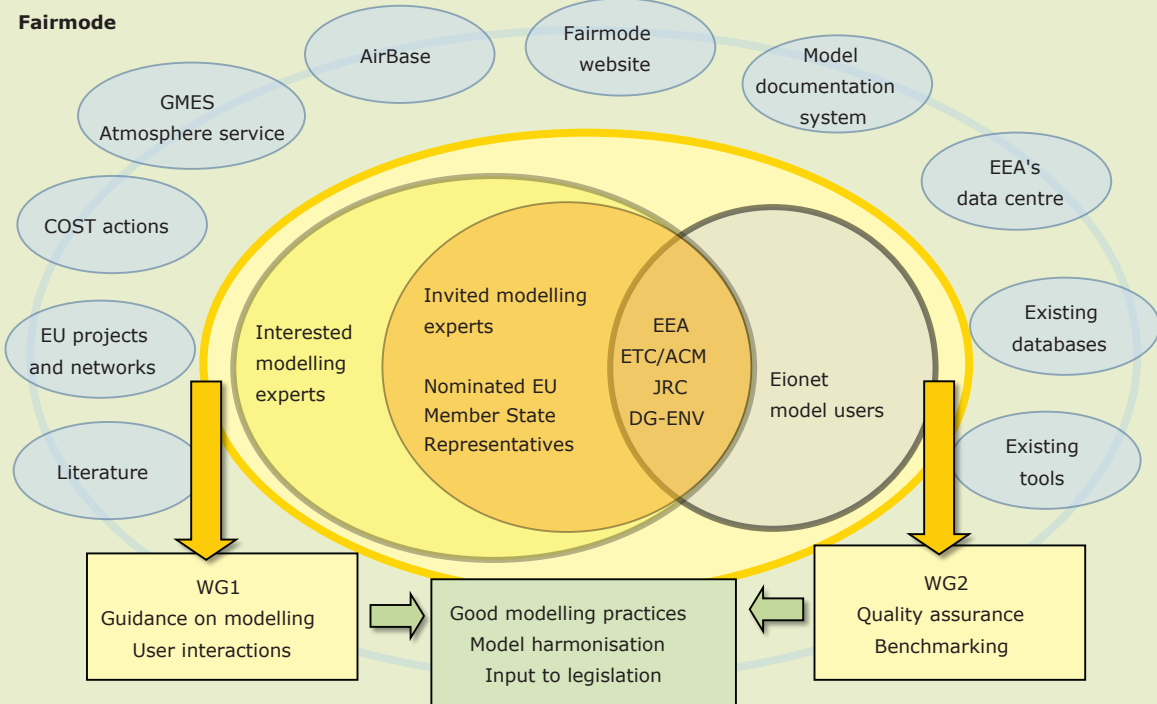 Fairmode
AirBase
Fairmode
website
Model
documentation
system
GMES
Atmosphere service
EEA's
data centre
COST actions
EU projects
and networks
Literature
Existing
databases
Existing
tools
Interested
modelling
experts
Invited modelling
experts
Nominated EU
Member State
Representatives
EEA
ETC/ACM
JRC
DG-ENV
Eionet
model users
WG1
Guidance on modelling
User interactions
Good modelling practices
Model harmonisation
Input to legislation
WG2
Quality assurance
Benchmarking